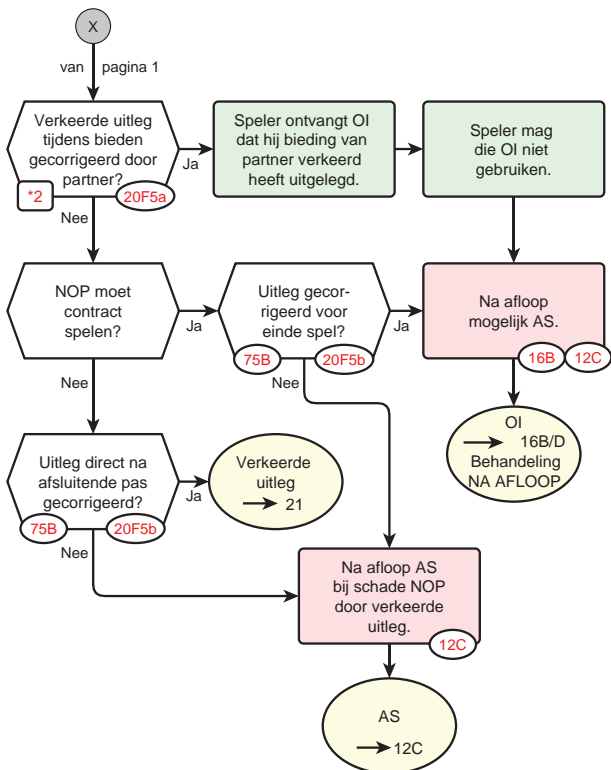 X
van pagina 1
Verkeerde uitleg
tijdens bieden
gecorrigeerd door
partner?
*2
20F5a
Ja
Nee
Speler ontvangt OI
dat hij bieding van
partner verkeerd
heeft uitgelegd.
Speler mag
die OI niet
gebruiken.
NOP moet
contract
spelen?
Ja
Nee
Uitleg gecor-
rigeerd voor
einde spel?
75B
20F5b
Ja
Nee
Na afloop
mogelijk AS.
16B
12C
OI
16B/D
Behandeling
NA AFLOOP
Uitleg direct na
afsluitende pas
gecorrigeerd?
75B
20F5b
Ja
Nee
Verkeerde
uitleg
21
Na afloop AS
bij schade NOP
door verkeerde
uitleg.
12C
AS
12C